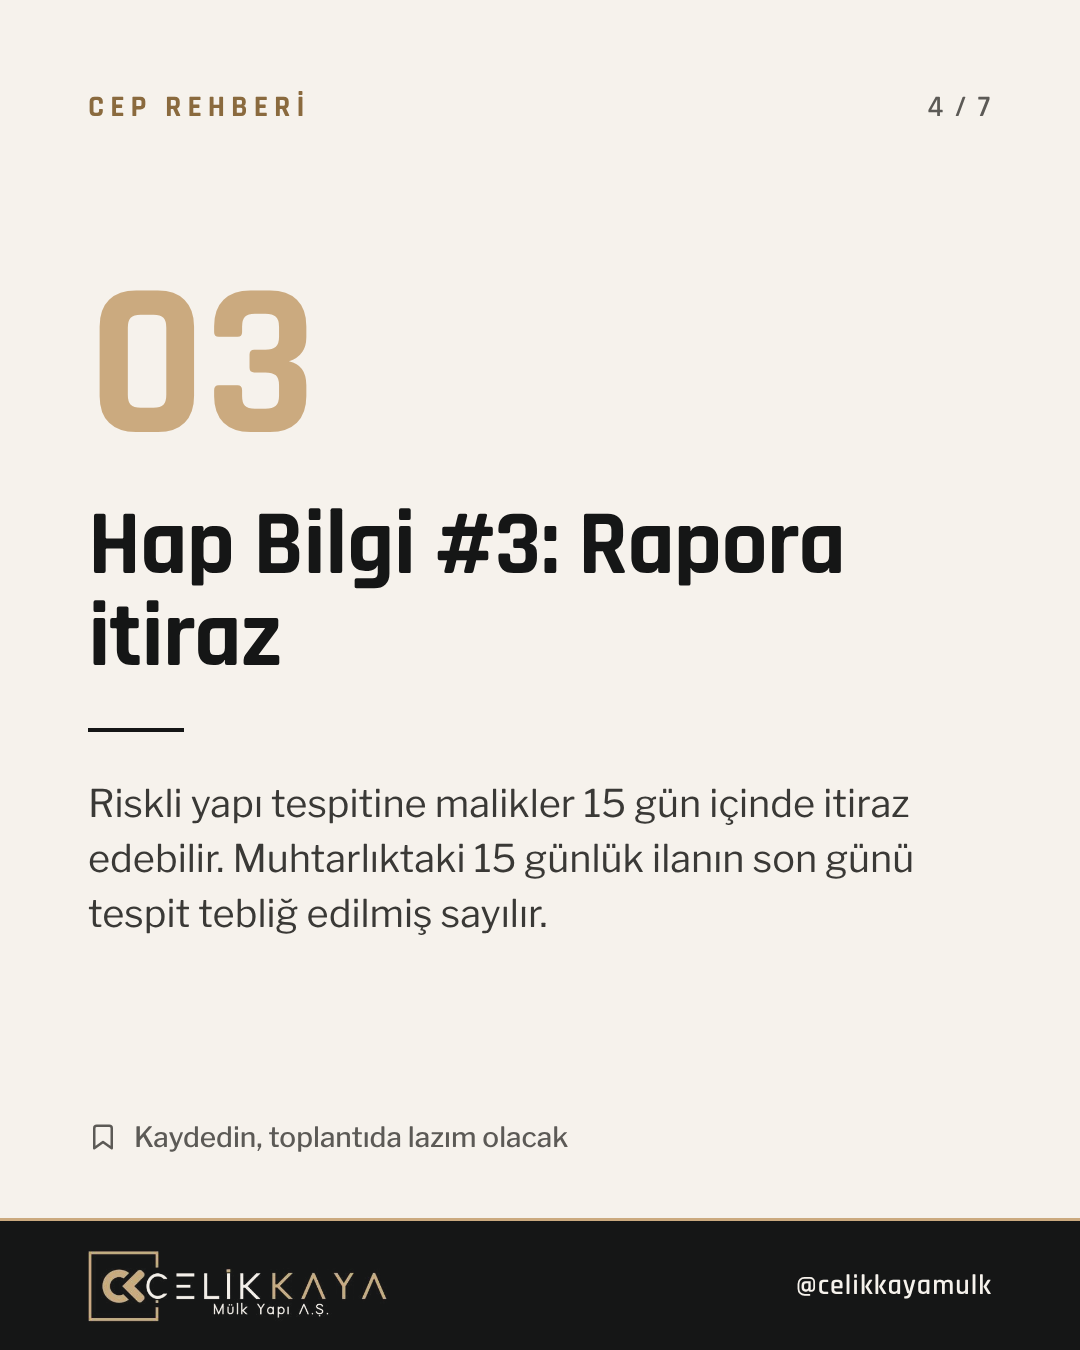 CEP REHBERİ
4 / 7
03
Hap Bilgi #3: Rapora
itiraz
Riskli yapı tespitine malikler 15 gün içinde itiraz
edebilir. Muhtarlıktaki 15 günlük ilanın son günü
tespit tebliğ edilmiş sayılır.
Kaydedin, toplantıda lazım olacak
ÇELİKKAYA
Mülk Yapı A.Ş.
@celikkayamulk